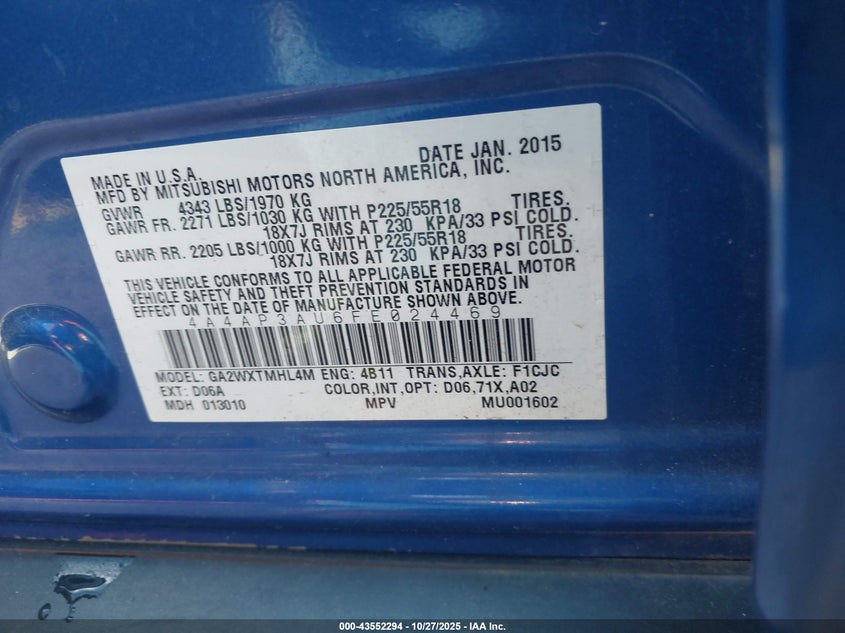 MADE IN U.S.A. DATE JAN. 2015
MFD BY MITSUBISHI MOTORS NORTH AMERICA, INC.
GVWR 4343 LBS/1970 KG
GAWR FR. 2271 LBS/1030 KG WITH P225/55R18 TIRES.
18X7J RIMS AT 230 KPA/33 PSI COLD.
GAWR RR. 2205 LBS/1000 KG WITH P225/55R18 TIRES.
18X7J RIMS AT 230 KPA/33 PSI COLD.
THIS VEHICLE CONFORMS TO ALL APPLICABLE FEDERAL MOTOR
VEHICLE SAFETY AND THEFT PREVENTION STANDARDS IN
EFFECT ON THE DATE OF MANUFACTURE SHOWN ABOVE.
4A4AP3AU6FE024469
MODEL: GA2WXTMHL4M ENG: 4B11 TRANS,AXLE: F1CJC
EXT: D06A COLOR,INT,OPT: D06,71X,A02
MDH 013010 MPV MU001602
000-43552294 - 10/27/2025 - IAA Inc.